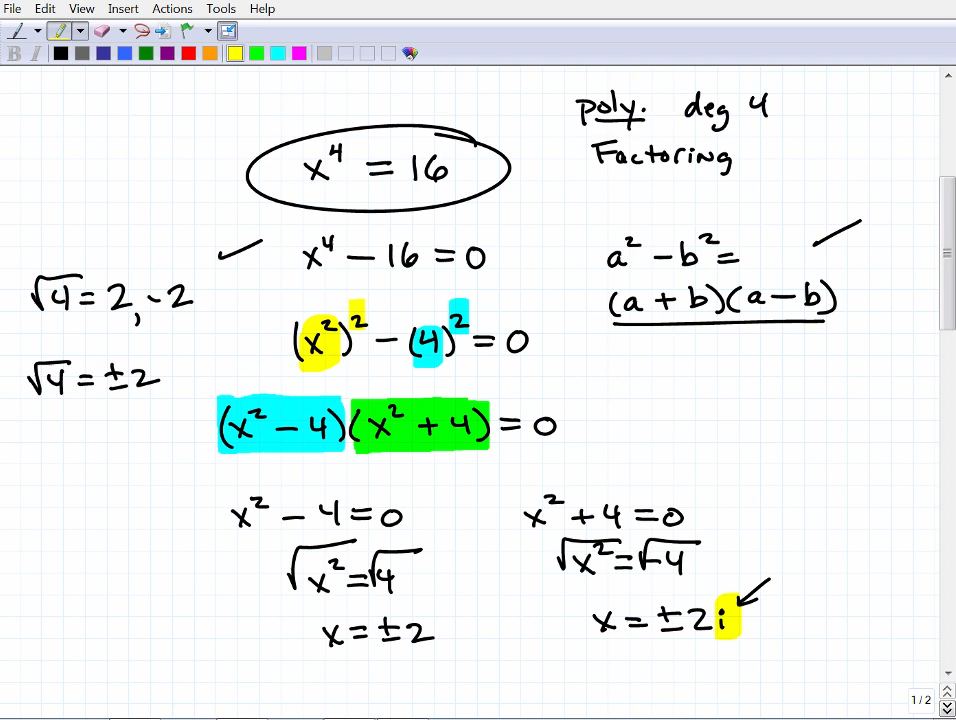 File Edit View Insert Actions Tools Help
B I
poly. deg 4
Factoring
x⁴ = 16
x⁴ − 16 = 0
a² − b² =
(a + b)(a − b)
√4 = 2, −2
(x²)² − (4)² = 0
√4 = ±2
(x² − 4)(x² + 4) = 0
x² − 4 = 0
√x² = √4
x = ±2
x² + 4 = 0
√x² = √−4
x = ±2i
1 / 2